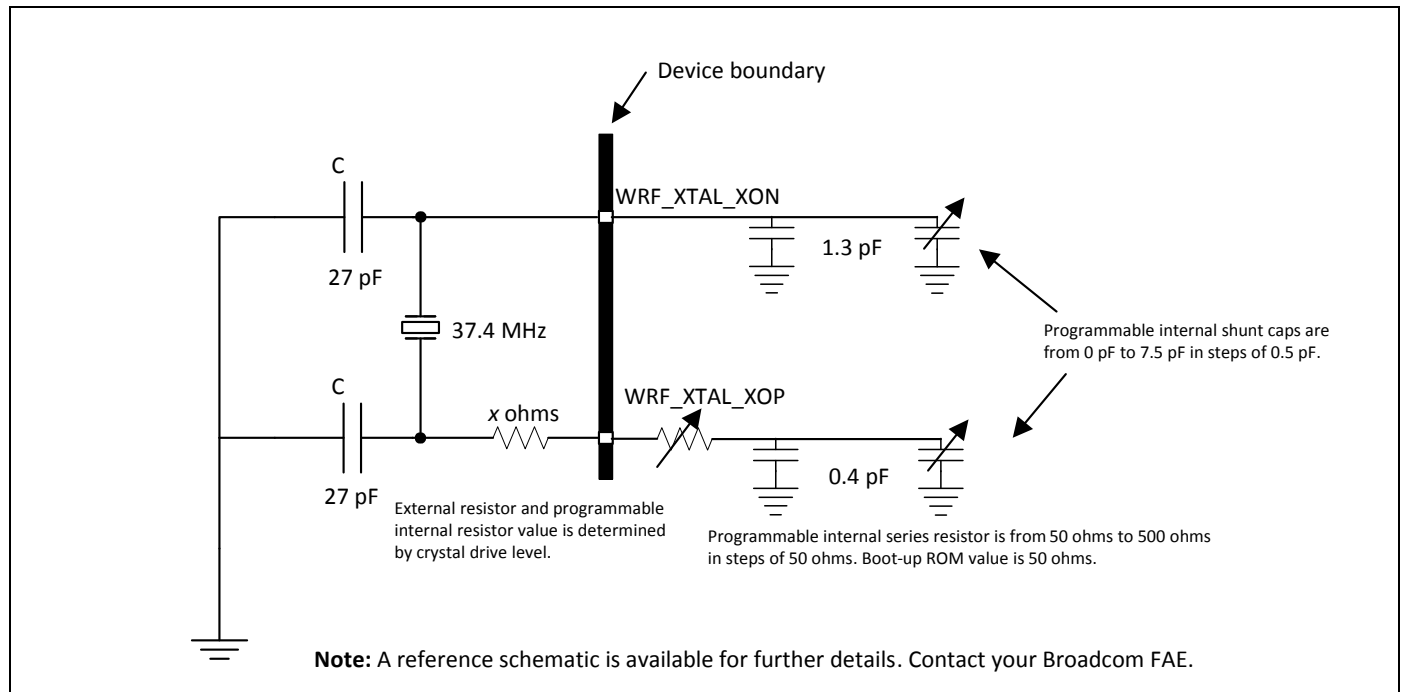 Device boundary
C
WRF_XTAL_XON
1.3 pF
27 pF
37.4 MHz
Programmable internal shunt caps are
from 0 pF to 7.5 pF in steps of 0.5 pF.
C
x ohms
WRF_XTAL_XOP
27 pF
0.4 pF
External resistor and programmable
internal resistor value is determined
by crystal drive level.
Programmable internal series resistor is from 50 ohms to 500 ohms
in steps of 50 ohms. Boot-up ROM value is 50 ohms.
Note: A reference schematic is available for further details. Contact your Broadcom FAE.